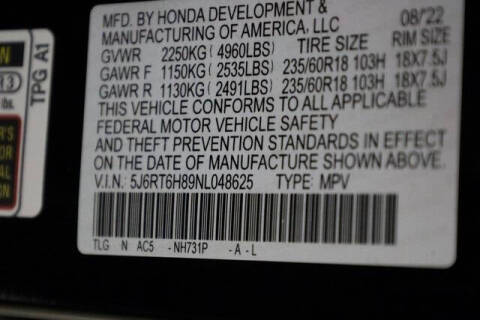 MFD. BY HONDA DEVELOPMENT & 08/22
MANUFACTURING OF AMERICA, LLC
GVWR 2250KG(4960LBS) TIRE SIZE RIM SIZE
GAWR F 1150KG(2535LBS) 235/60R18 103H 18X7.5J
GAWR R 1130KG(2491LBS) 235/60R18 103H 18X7.5J
THIS VEHICLE CONFORMS TO ALL APPLICABLE
FEDERAL MOTOR VEHICLE SAFETY
AND THEFT PREVENTION STANDARDS IN EFFECT
ON THE DATE OF MANUFACTURE SHOWN ABOVE.
V.I.N.: 5J6RT6H89NL048625 TYPE: MPV
TLG N AC5 -NH731P -A-L
TPG A1
13
lbs.